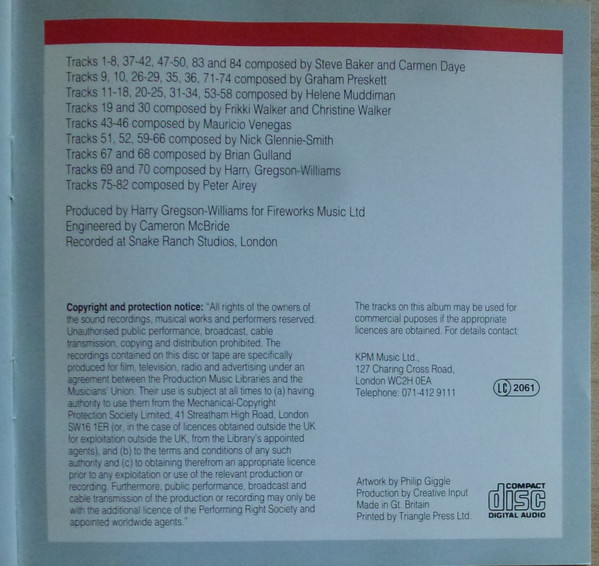 Tracks 1-8, 37-42, 47-50, 83 and 84 composed by Steve Baker and Carmen Daye
Tracks 9, 10, 26-29, 35, 36, 71-74 composed by Graham Preskett
Tracks 11-18, 20-25, 31-34, 53-58 composed by Helene Muddiman
Tracks 19 and 30 composed by Frikki Walker and Christine Walker
Tracks 43-46 composed by Mauricio Venegas
Tracks 51, 52, 59-66 composed by Nick Glennie-Smith
Tracks 67 and 68 composed by Brian Gulland
Tracks 69 and 70 composed by Harry Gregson-Williams
Tracks 75-82 composed by Peter Airey
Produced by Harry Gregson-Williams for Fireworks Music Ltd
Engineered by Cameron McBride
Recorded at Snake Ranch Studios, London
Copyright and protection notice: "All rights of the owners of
the sound recordings, musical works and performers reserved.
Unauthorised public performance, broadcast, cable
transmission, copying and distribution prohibited. The
recordings contained on this disc or tape are specifically
produced for film, television, radio and advertising under an
agreement between the Production Music Libraries and the
Musicians' Union. Their use is subject at all times to (a) having
authority to use them from the Mechanical-Copyright
Protection Society Limited, 41 Streatham High Road, London
SW16 1ER (or, in the case of licences obtained outside the UK
for exploitation outside the UK, from the Library's appointed
agents), and (b) to the terms and conditions of any such
authority and (c) to obtaining therefrom an appropriate licence
prior to any exploitation or use of the relevant production or
recording. Furthermore, public performance, broadcast and
cable transmission of the production or recording may only be
with the additional licence of the Performing Right Society and
appointed worldwide agents."
The tracks on this album may be used for
commercial puposes if the appropriate
licences are obtained. For details contact:
KPM Music Ltd.,
127 Charing Cross Road,
London WC2H 0EA
Telephone: 071-412 9111
LC 2061
Artwork by Philip Giggle
Production by Creative Input
Made in Gt. Britain
Printed by Triangle Press Ltd.
COMPACT
disc
DIGITAL AUDIO